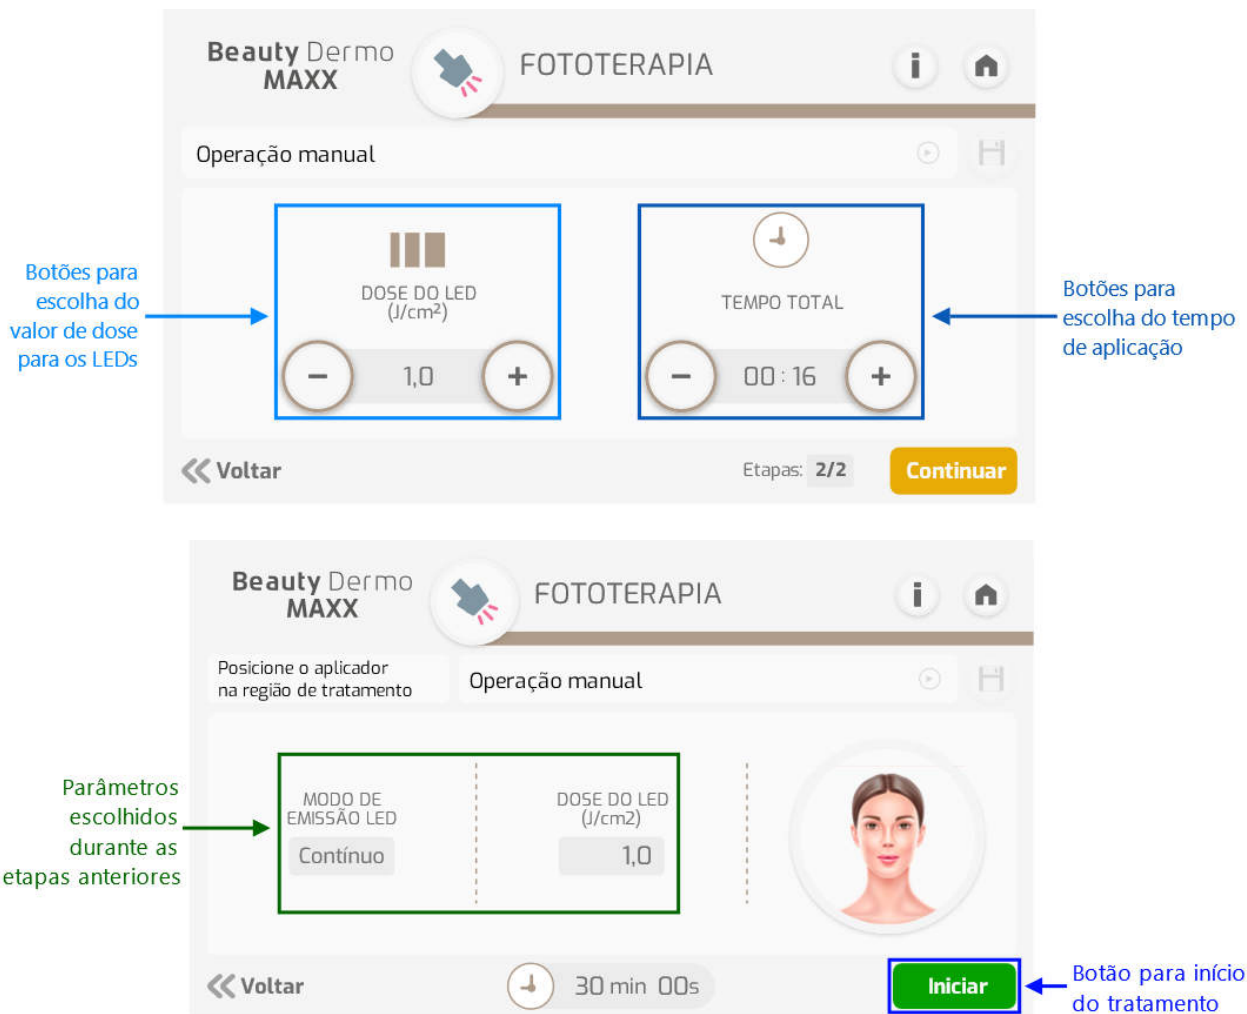 Beauty Dermo
MAXX
FOTOTERAPIA
i
Operação manual
Botões para
escolha do
valor de dose
para os LEDs
DOSE DO LED
(J/cm²)
− 1,0 +
TEMPO TOTAL
− 00 : 16 +
Botões para
escolha do tempo
de aplicação
Voltar
Etapas: 2/2
Continuar
Beauty Dermo
MAXX
FOTOTERAPIA
i
Posicione o aplicador
na região de tratamento
Operação manual
Parâmetros
escolhidos
durante as
etapas anteriores
MODO DE
EMISSÃO LED
Contínuo
DOSE DO LED
(J/cm2)
1,0
Voltar
30 min 00s
Iniciar
Botão para início
do tratamento